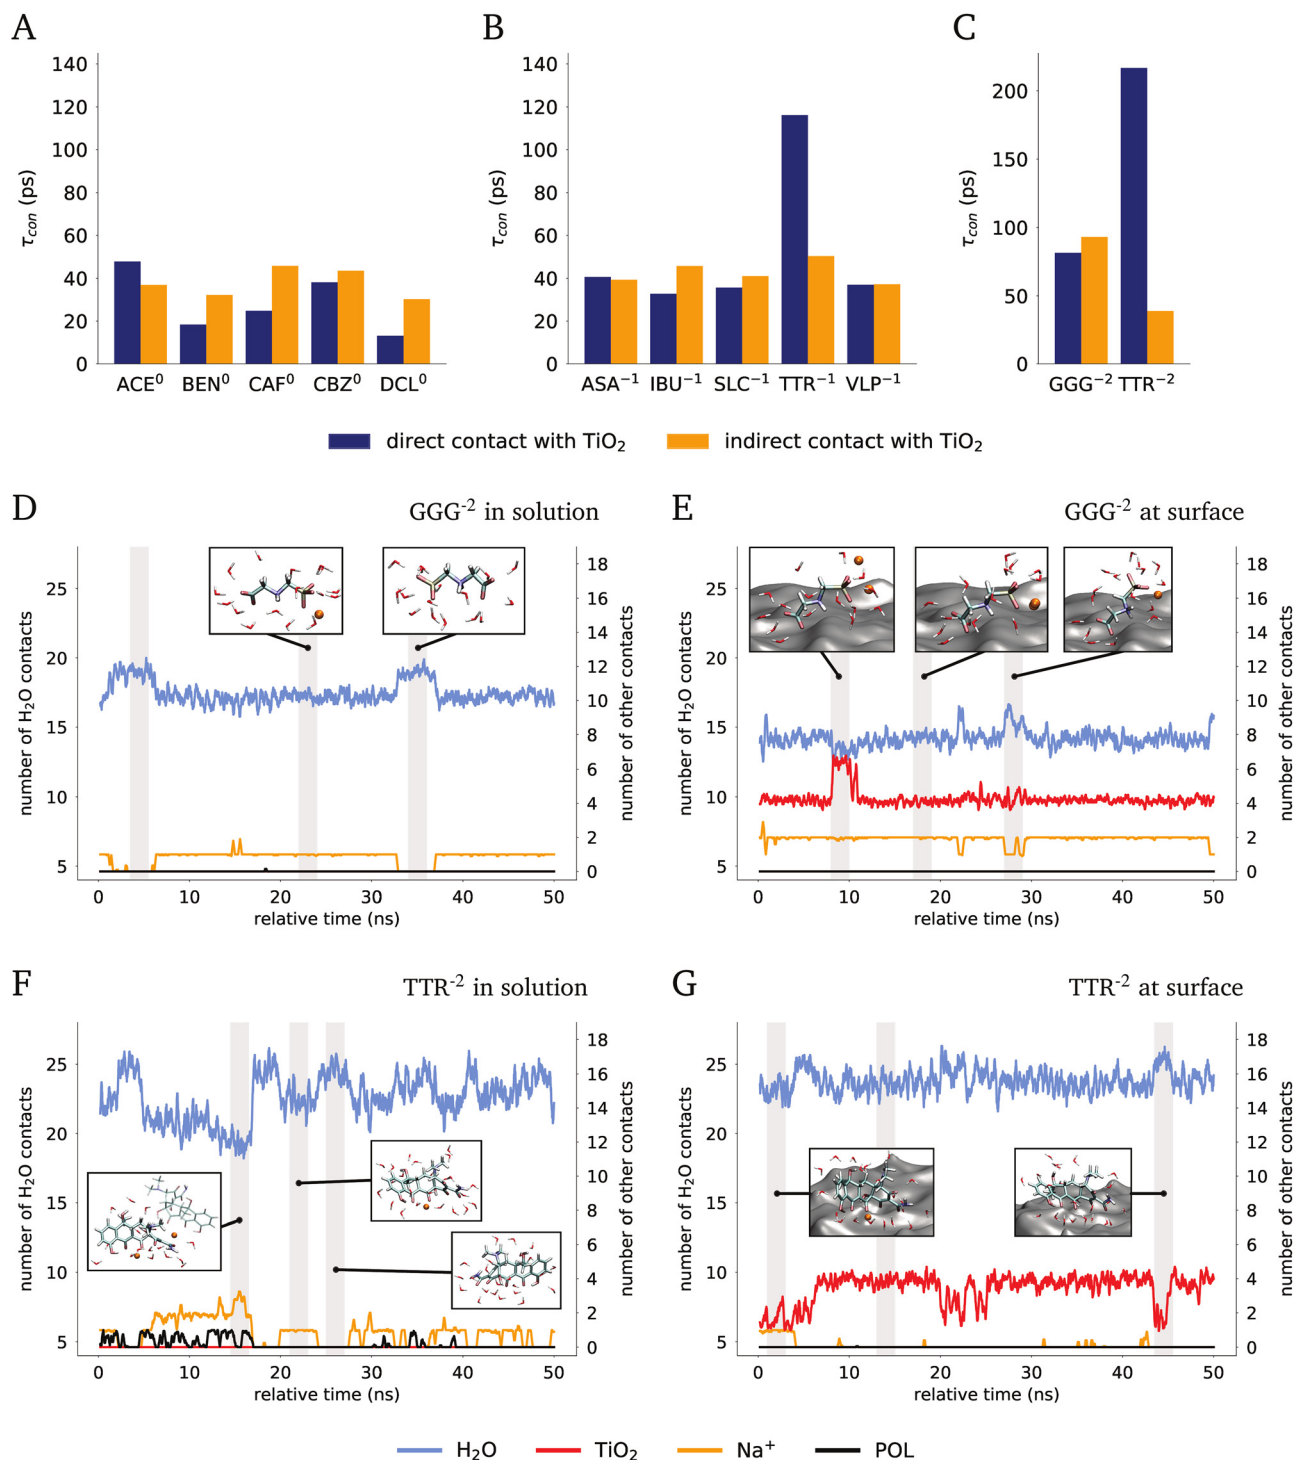 A
B
C
τcon (ps)
140
120
100
80
60
40
20
0
ACE⁰ BEN⁰ CAF⁰ CBZ⁰ DCL⁰
τcon (ps)
140
120
100
80
60
40
20
0
ASA⁻¹ IBU⁻¹ SLC⁻¹ TTR⁻¹ VLP⁻¹
τcon (ps)
200
150
100
50
0
GGG⁻² TTR⁻²
direct contact with TiO₂ indirect contact with TiO₂
D
GGG⁻² in solution
number of H₂O contacts
25
20
15
10
5
number of other contacts
18
16
14
12
10
8
6
4
2
0
0 10 20 30 40 50
relative time (ns)
E
GGG⁻² at surface
number of H₂O contacts
25
20
15
10
5
number of other contacts
18
16
14
12
10
8
6
4
2
0
0 10 20 30 40 50
relative time (ns)
F
TTR⁻² in solution
number of H₂O contacts
25
20
15
10
5
number of other contacts
18
16
14
12
10
8
6
4
2
0
0 10 20 30 40 50
relative time (ns)
G
TTR⁻² at surface
number of H₂O contacts
25
20
15
10
5
number of other contacts
18
16
14
12
10
8
6
4
2
0
0 10 20 30 40 50
relative time (ns)
H₂O TiO₂ Na⁺ POL